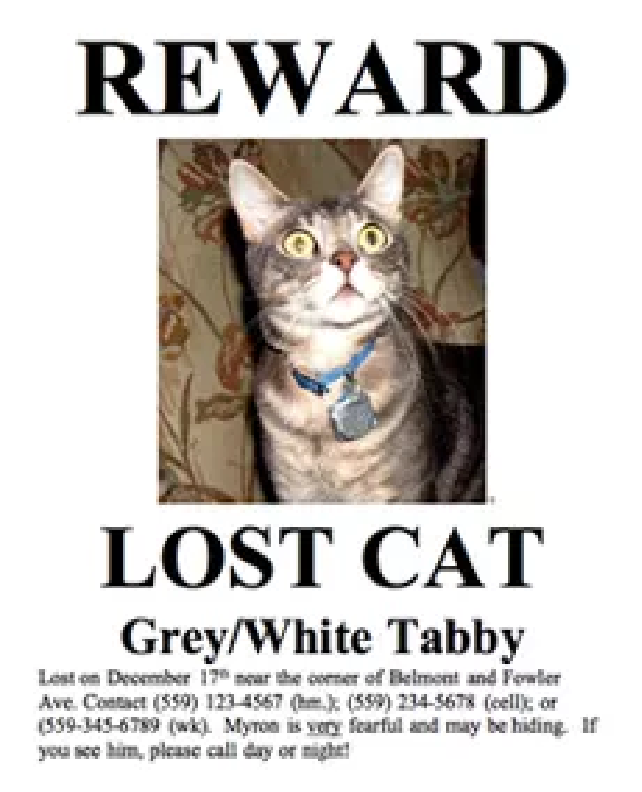 REWARD
LOST CAT
Grey/White Tabby
Lost on December 17th near the corner of Belmont and Fowler
Ave. Contact (559) 123-4567 (hm.); (559) 234-5678 (cell); or
(559-345-6789 (wk). Myron is very fearful and may be hiding. If
you see him, please call day or night!